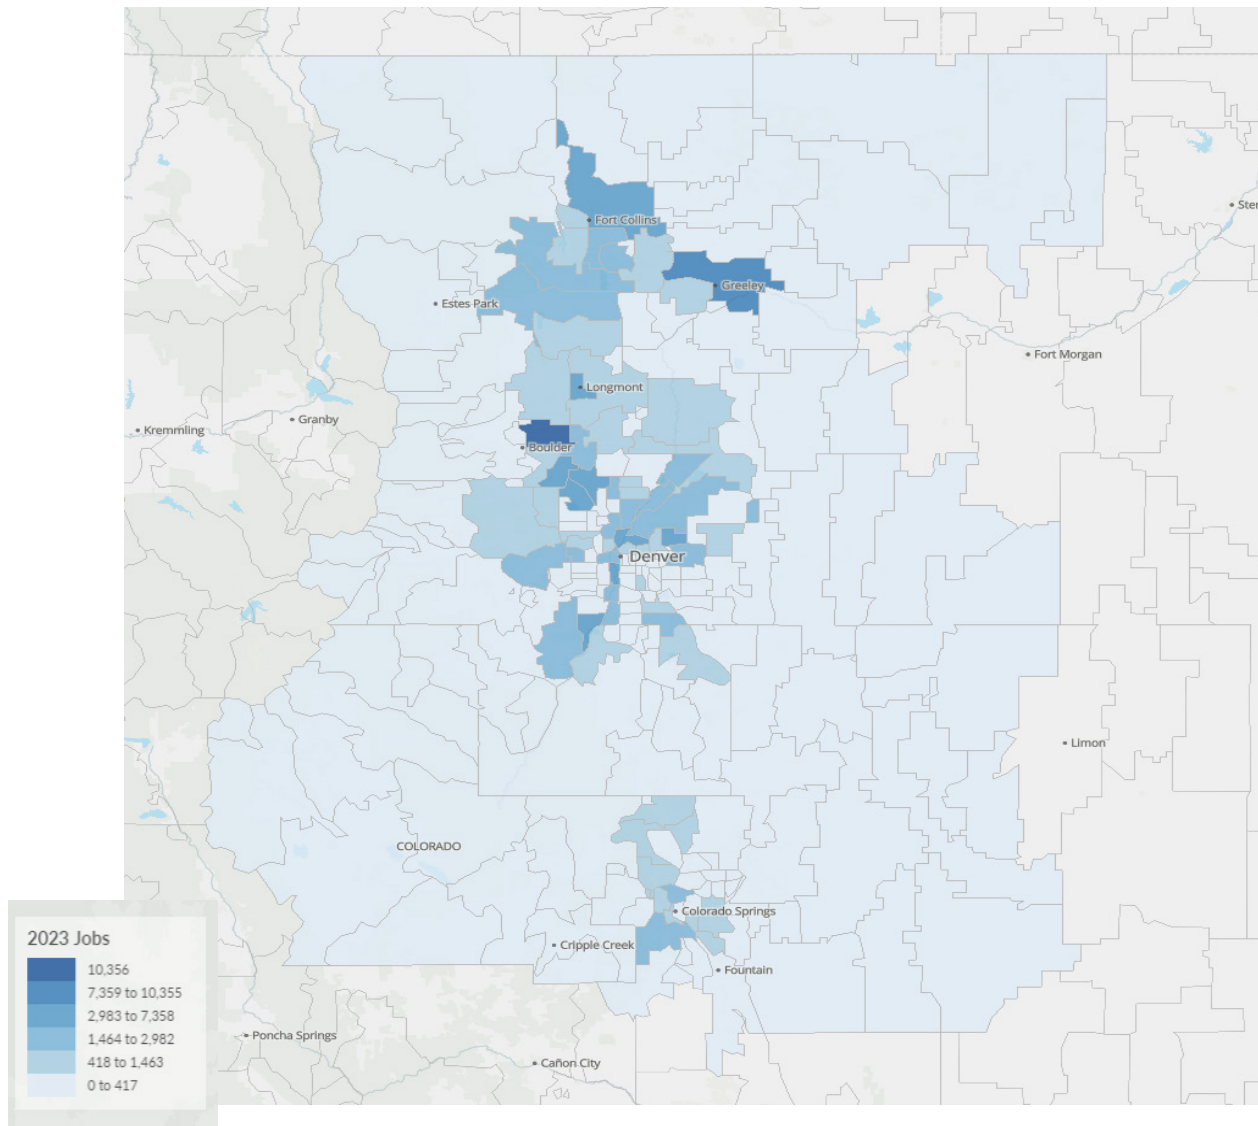 Fort Collins
Ster
Greeley
Estes Park
Fort Morgan
Longmont
Granby
Kremmling
Boulder
Denver
Limon
COLORADO
Colorado Springs
Cripple Creek
Fountain
Poncha Springs
Cañon City
2023 Jobs
10,356
7,359 to 10,355
2,983 to 7,358
1,464 to 2,982
418 to 1,463
0 to 417